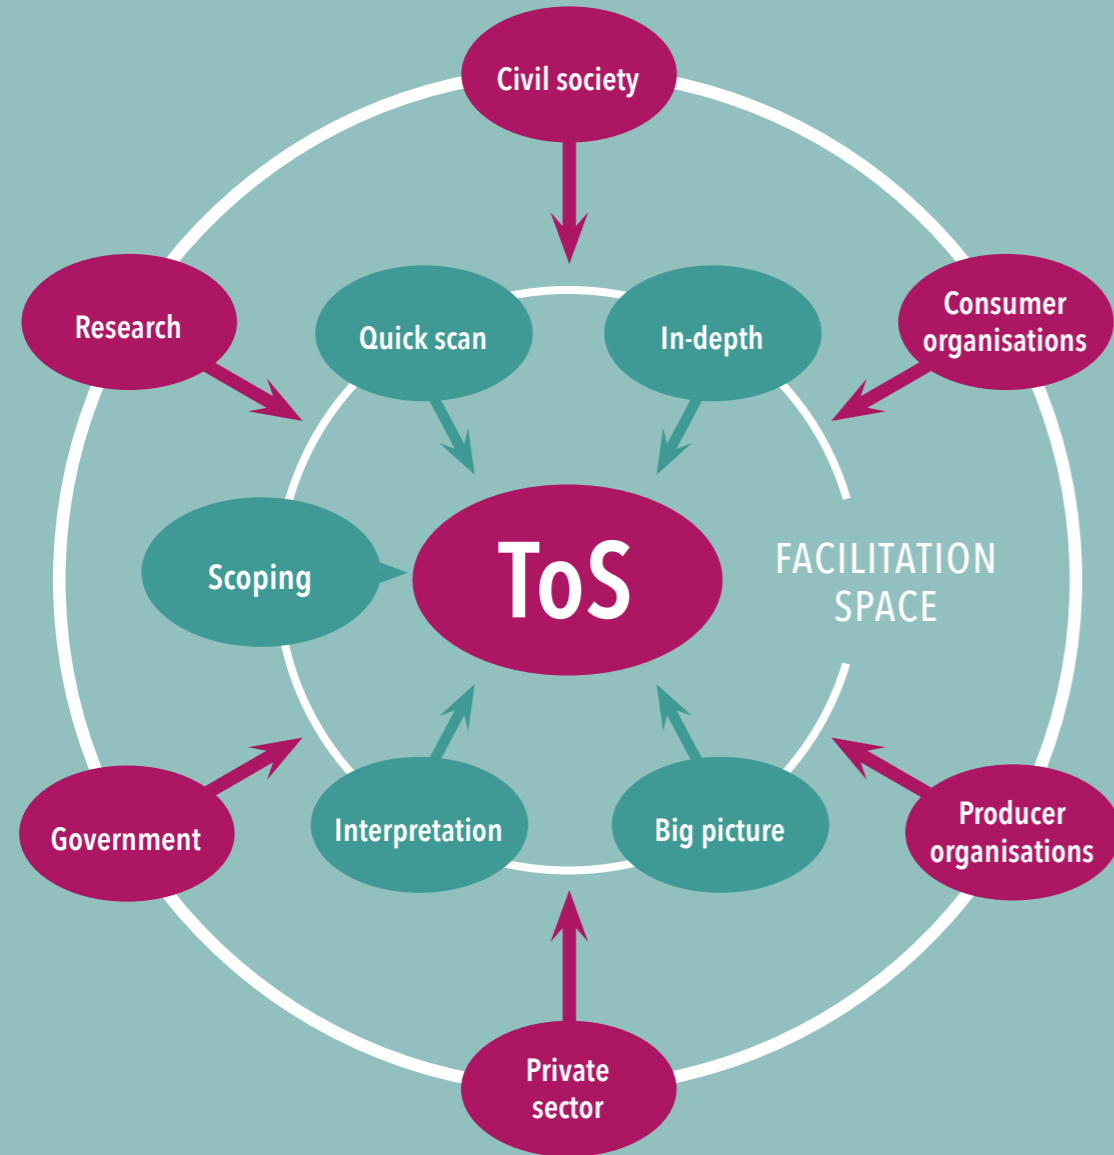 Civil society
Research
Consumer
organisations
Quick scan
In-depth
Scoping
ToS
FACILITATION
SPACE
Government
Interpretation
Big picture
Producer
organisations
Private
sector